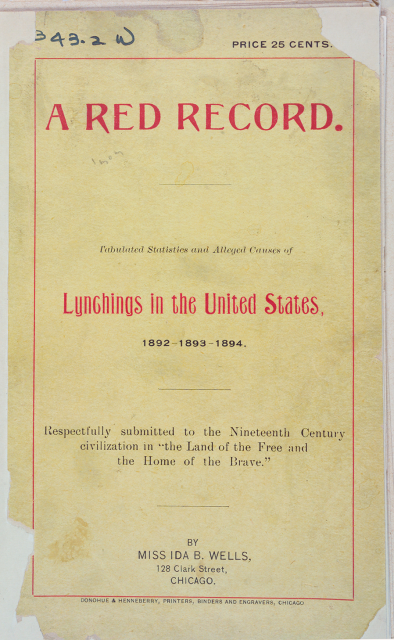 343.2 W
PRICE 25 CENTS.
A RED RECORD.
Tabulated Statistics and Alleged Causes of
Lynchings in the United States,
1892-1893-1894.
Respectfully submitted to the Nineteenth Century
civilization in "the Land of the Free and
the Home of the Brave."
BY
MISS IDA B. WELLS,
128 Clark Street,
CHICAGO.
DONOHUE & HENNEBERRY, PRINTERS, BINDERS AND ENGRAVERS, CHICAGO